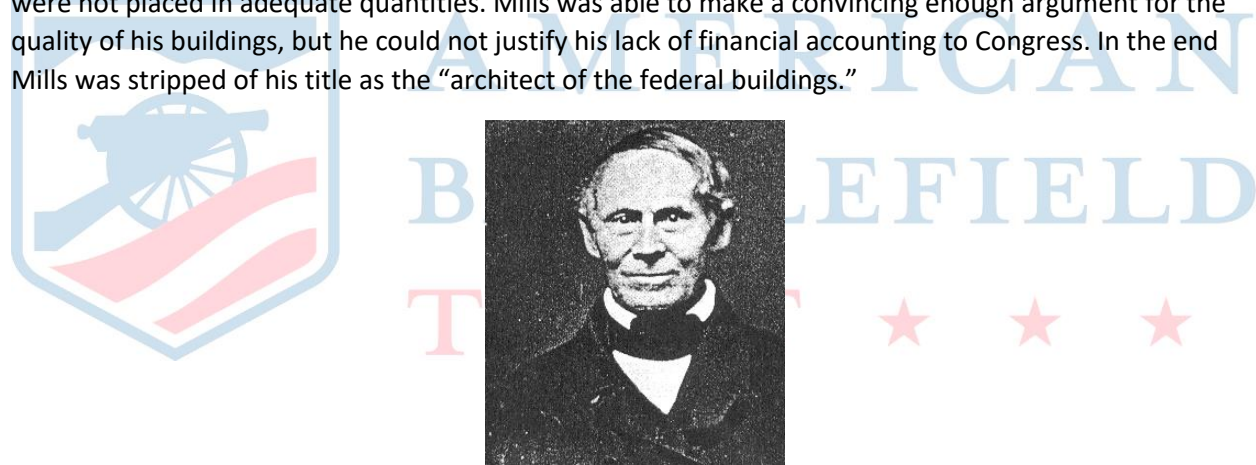 were not placed in adequate quantities. Mills was able to make a convincing enough argument for the
quality of his buildings, but he could not justify his lack of financial accounting to Congress. In the end
Mills was stripped of his title as the “architect of the federal buildings.”
AMERICAN
B LEFIELD
T